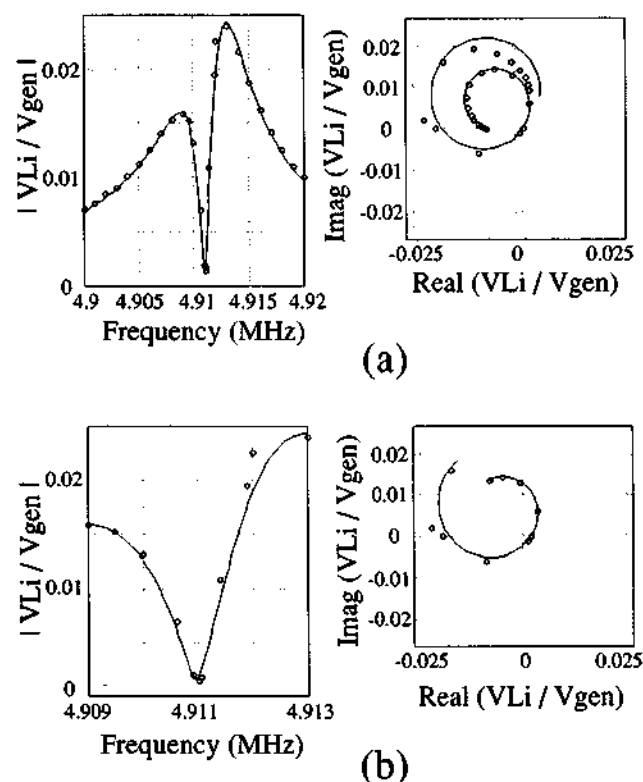 | VLi / Vgen |
0.02
0.01
0
4.9 4.905 4.91 4.915 4.92
Frequency (MHz)
Imag (VLi / Vgen)
0.02
0.01
0
-0.01
-0.02
-0.025 0 0.025
Real (VLi / Vgen)
(a)
| VLi / Vgen |
0.02
0.01
0
4.909 4.911 4.913
Frequency (MHz)
Imag (VLi / Vgen)
0.02
0.01
0
-0.01
-0.02
-0.025 0 0.025
Real (VLi / Vgen)
(b)